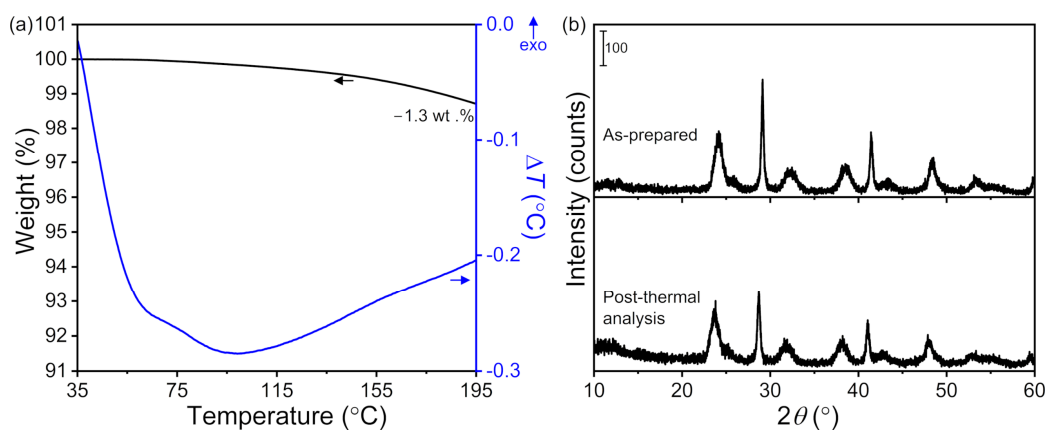 (a)
101
100
99
98
97
96
95
94
93
92
91
Weight (%)
35
75
115
155
195
Temperature (°C)
−1.3 wt .%
exo
0.0
-0.1
-0.2
-0.3
ΔT (°C)
(b)
100
As-prepared
Post-thermal
analysis
Intensity (counts)
10
20
30
40
50
60
2θ (°)